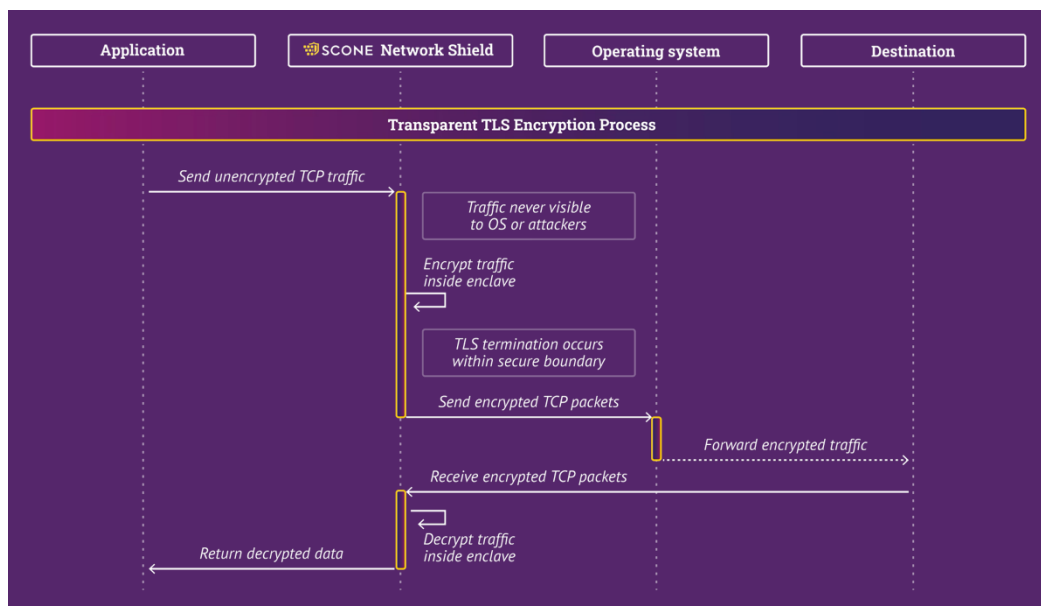 Application
SCONE Network Shield
Operating system
Destination
Transparent TLS Encryption Process
Send unencrypted TCP traffic
Traffic never visible
to OS or attackers
Encrypt traffic
inside enclave
TLS termination occurs
within secure boundary
Send encrypted TCP packets
Forward encrypted traffic
Receive encrypted TCP packets
Decrypt traffic
inside enclave
Return decrypted data